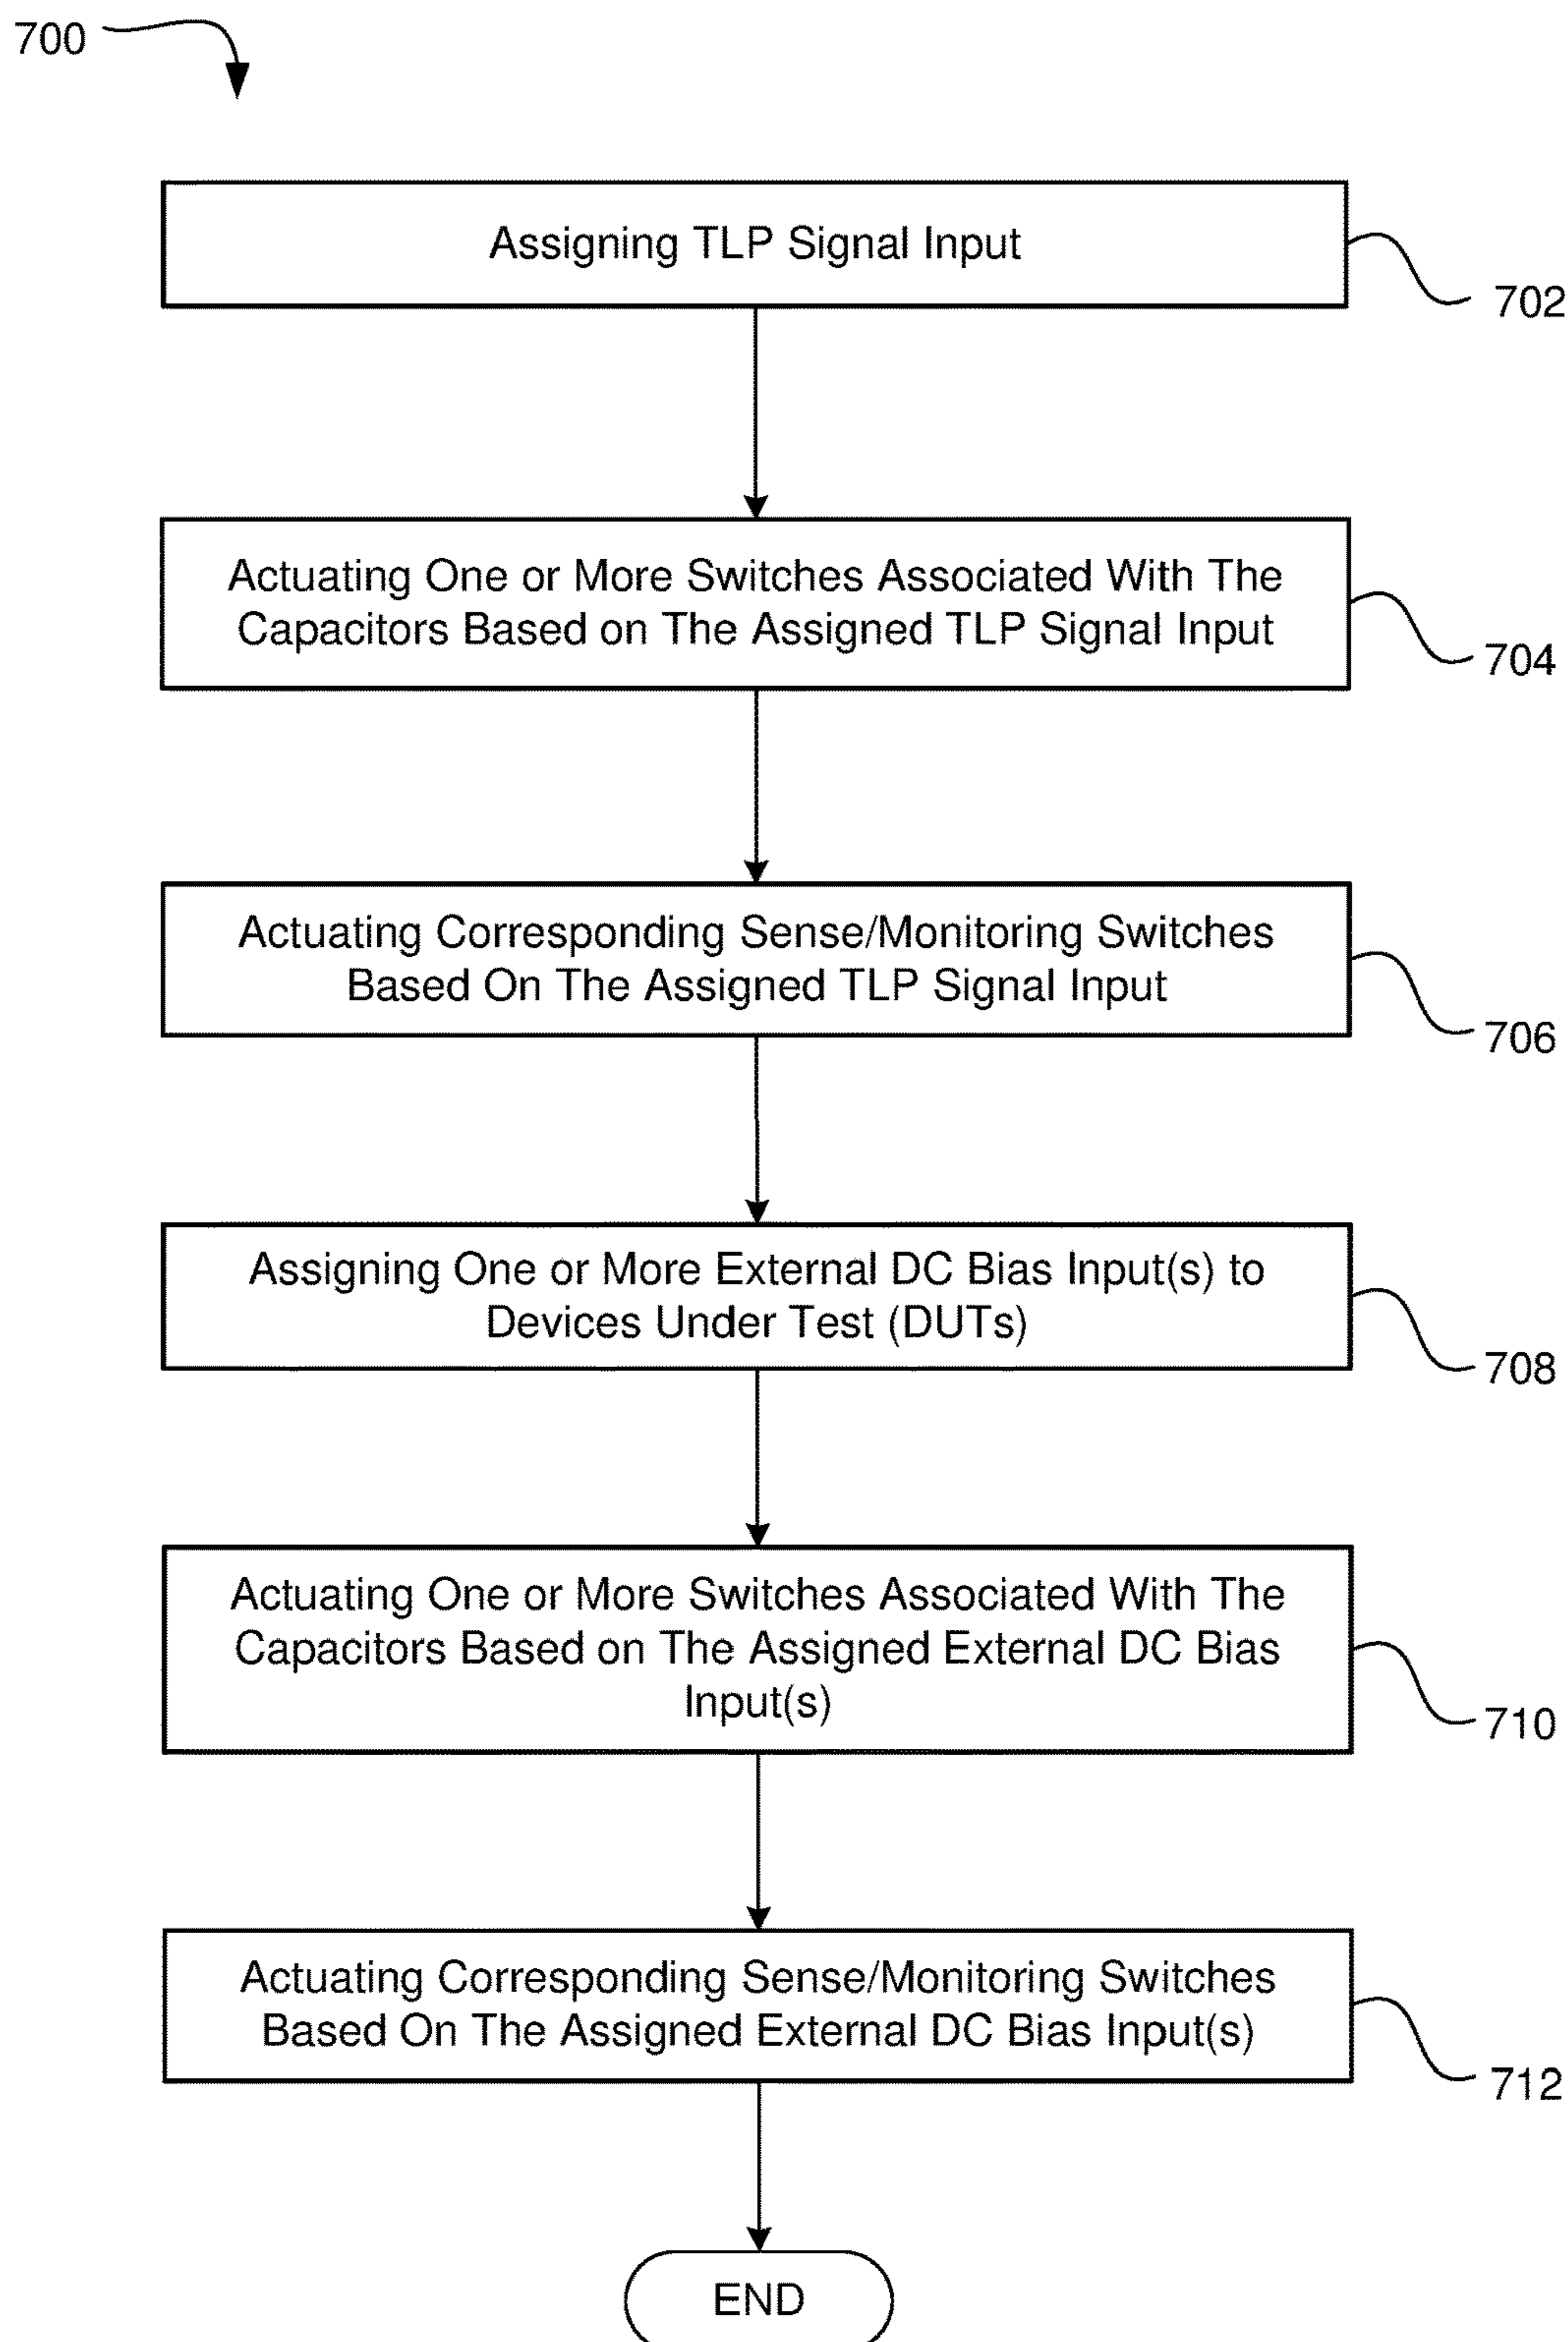 700
Assigning TLP Signal Input
702
Actuating One or More Switches Associated With The
Capacitors Based on The Assigned TLP Signal Input
704
Actuating Corresponding Sense/Monitoring Switches
Based On The Assigned TLP Signal Input
706
Assigning One or More External DC Bias Input(s) to
Devices Under Test (DUTs)
708
Actuating One or More Switches Associated With The
Capacitors Based on The Assigned External DC Bias
Input(s)
710
Actuating Corresponding Sense/Monitoring Switches
Based On The Assigned External DC Bias Input(s)
712
END